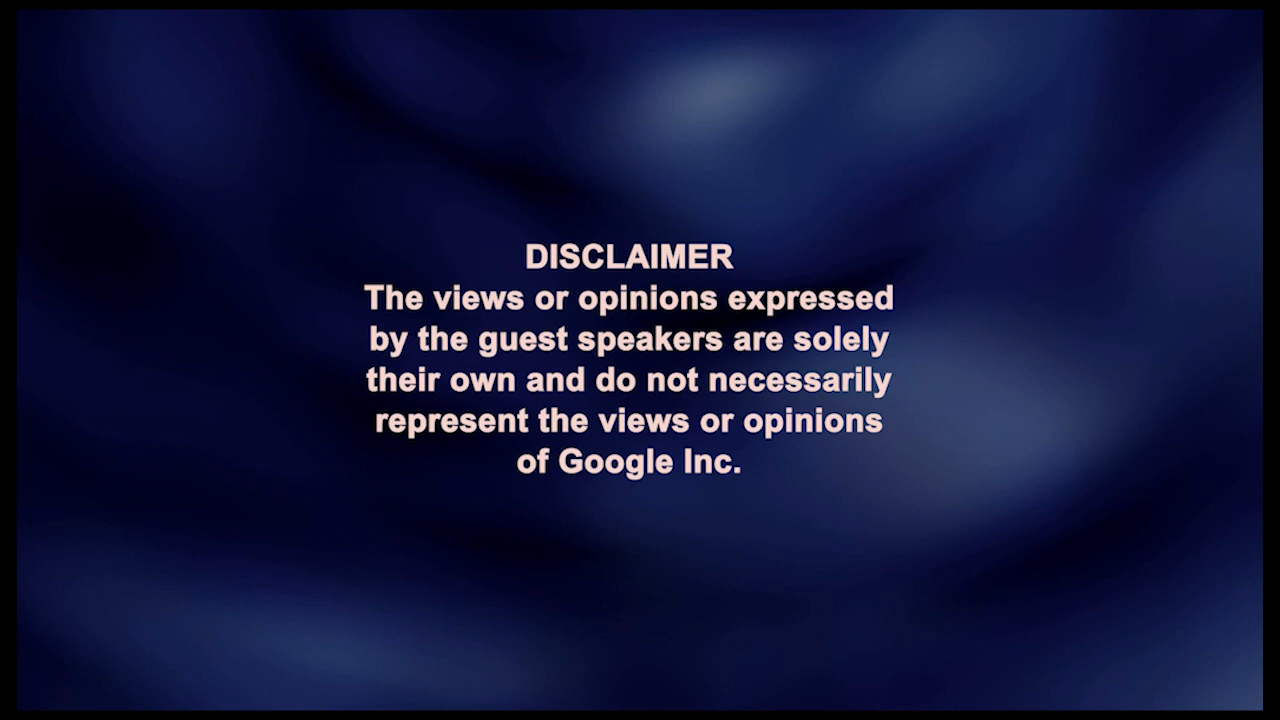 DISCLAIMER
The views or opinions expressed
by the guest speakers are solely
their own and do not necessarily
represent the views or opinions
of Google Inc.